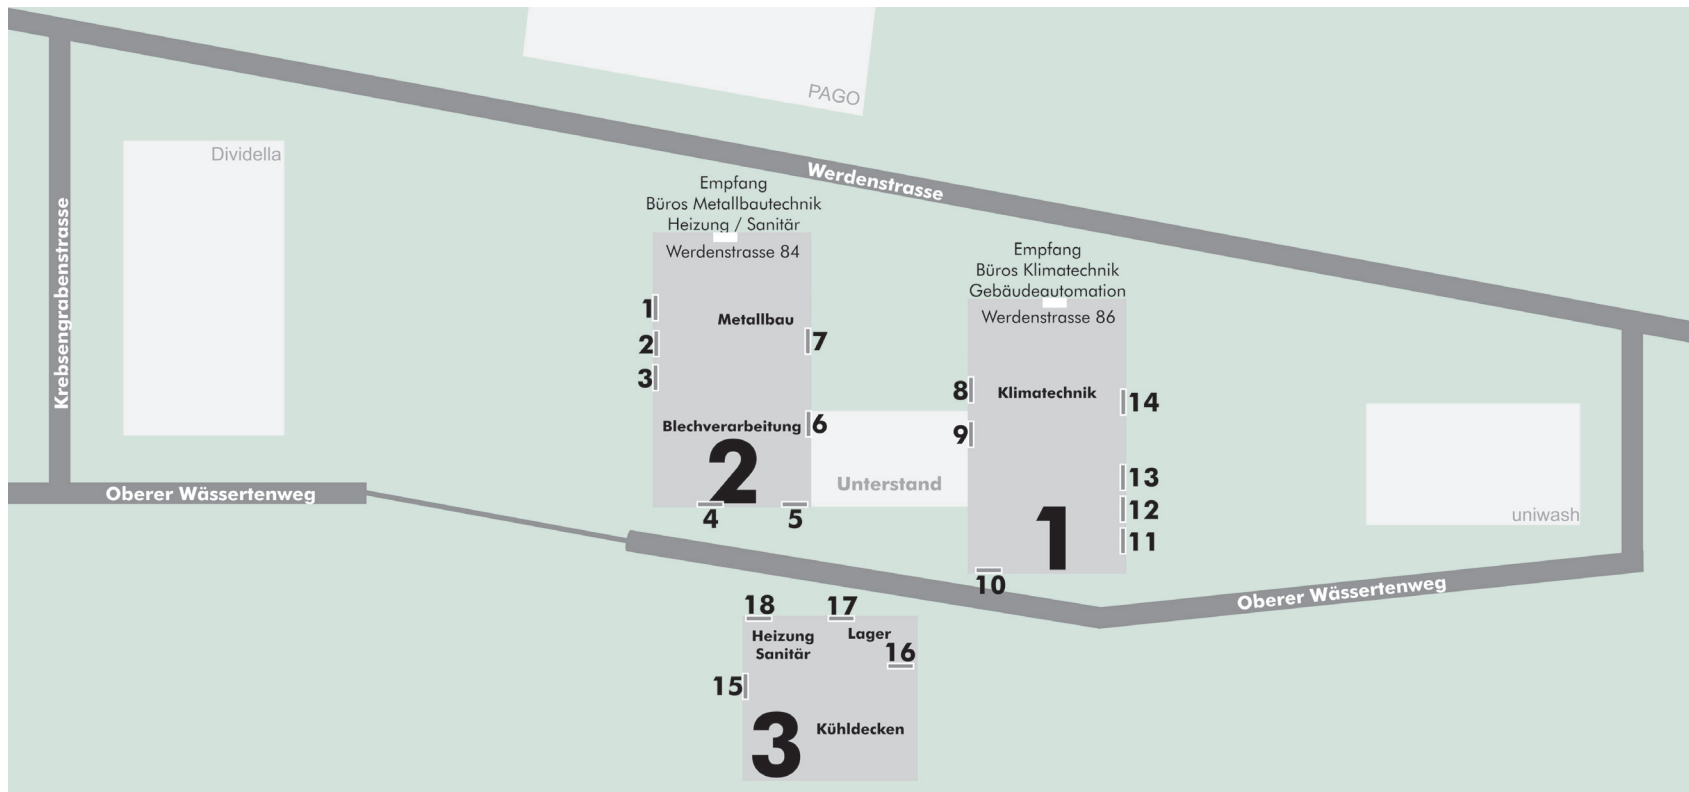 PAGO
Dividella
Werdenstrasse
Krebsengrabenstrasse
Empfang
Büros Metallbautechnik
Heizung / Sanitär
Werdenstrasse 84
1
2
3
Metallbau
7
Blechverarbeitung
6
2
4
5
Unterstand
Empfang
Büros Klimatechnik
Gebäudeautomation
Werdenstrasse 86
8
Klimatechnik
14
9
13
12
11
1
10
uniwash
Oberer Wässertenweg
Oberer Wässertenweg
18
17
Heizung
Sanitär
Lager
16
15
3
Kühldecken